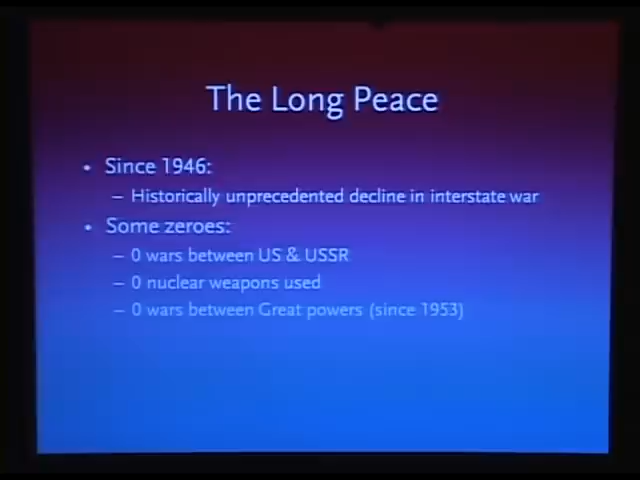 The Long Peace
• Since 1946:
– Historically unprecedented decline in interstate war
• Some zeroes:
– 0 wars between US & USSR
– 0 nuclear weapons used
– 0 wars between Great powers (since 1953)